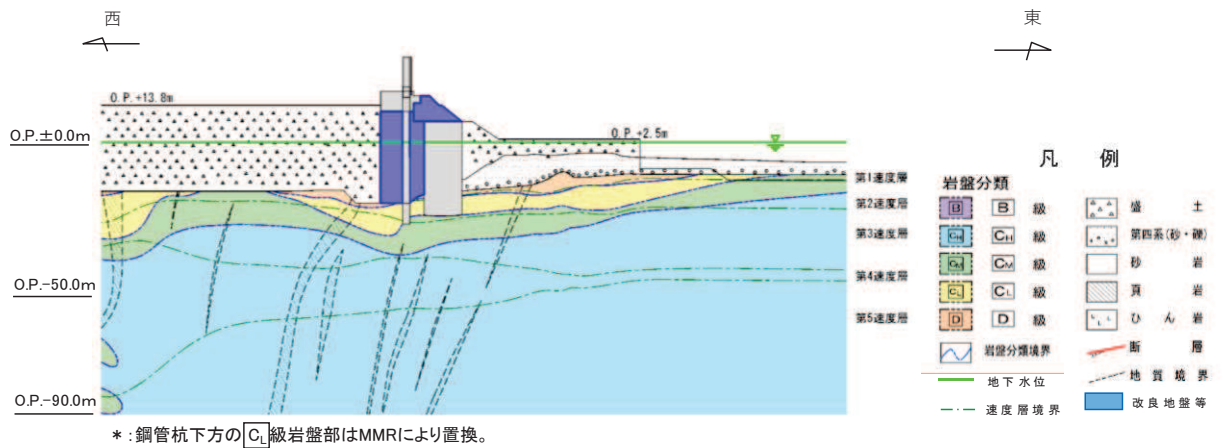 西
東
O.P.+13.8m
O.P.±0.0m
O.P.+2.5m
第1速度層
第2速度層
第3速度層
第4速度層
第5速度層
O.P.-50.0m
O.P.-90.0m
凡 例
岩盤分類
B B 級
CH CH 級
CM CM 級
CL CL 級
D D 級
岩盤分類境界
地下水位
速度層境界
盛 土
第四系(砂・礫)
砂 岩
頁 岩
ひ ん 岩
断 層
地質境界
改良地盤等
*:鋼管杭下方のCL級岩盤部はMMRにより置換。